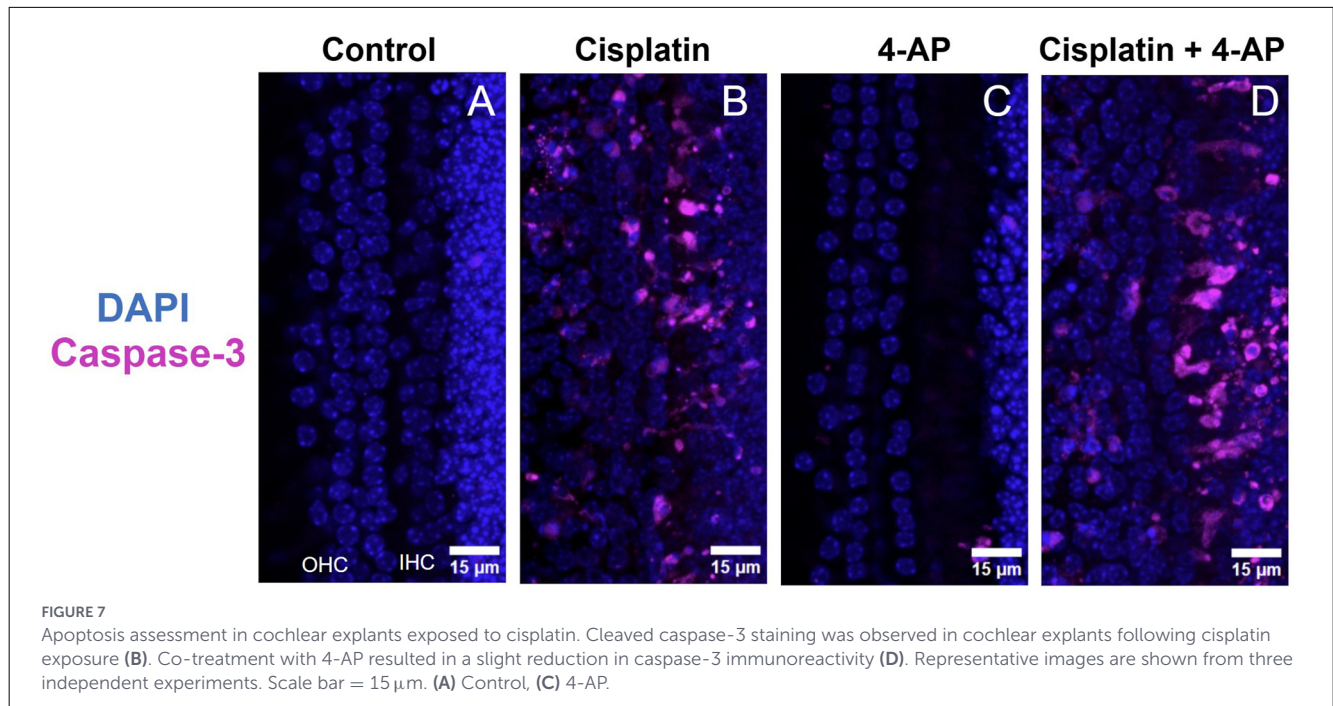 Control Cisplatin 4-AP Cisplatin + 4-AP
A B C D
DAPI
Caspase-3
OHC IHC 15 µm 15 µm 15 µm 15 µm
FIGURE 7
Apoptosis assessment in cochlear explants exposed to cisplatin. Cleaved caspase-3 staining was observed in cochlear explants following cisplatin
exposure (B). Co-treatment with 4-AP resulted in a slight reduction in caspase-3 immunoreactivity (D). Representative images are shown from three
independent experiments. Scale bar = 15 µm. (A) Control, (C) 4-AP.